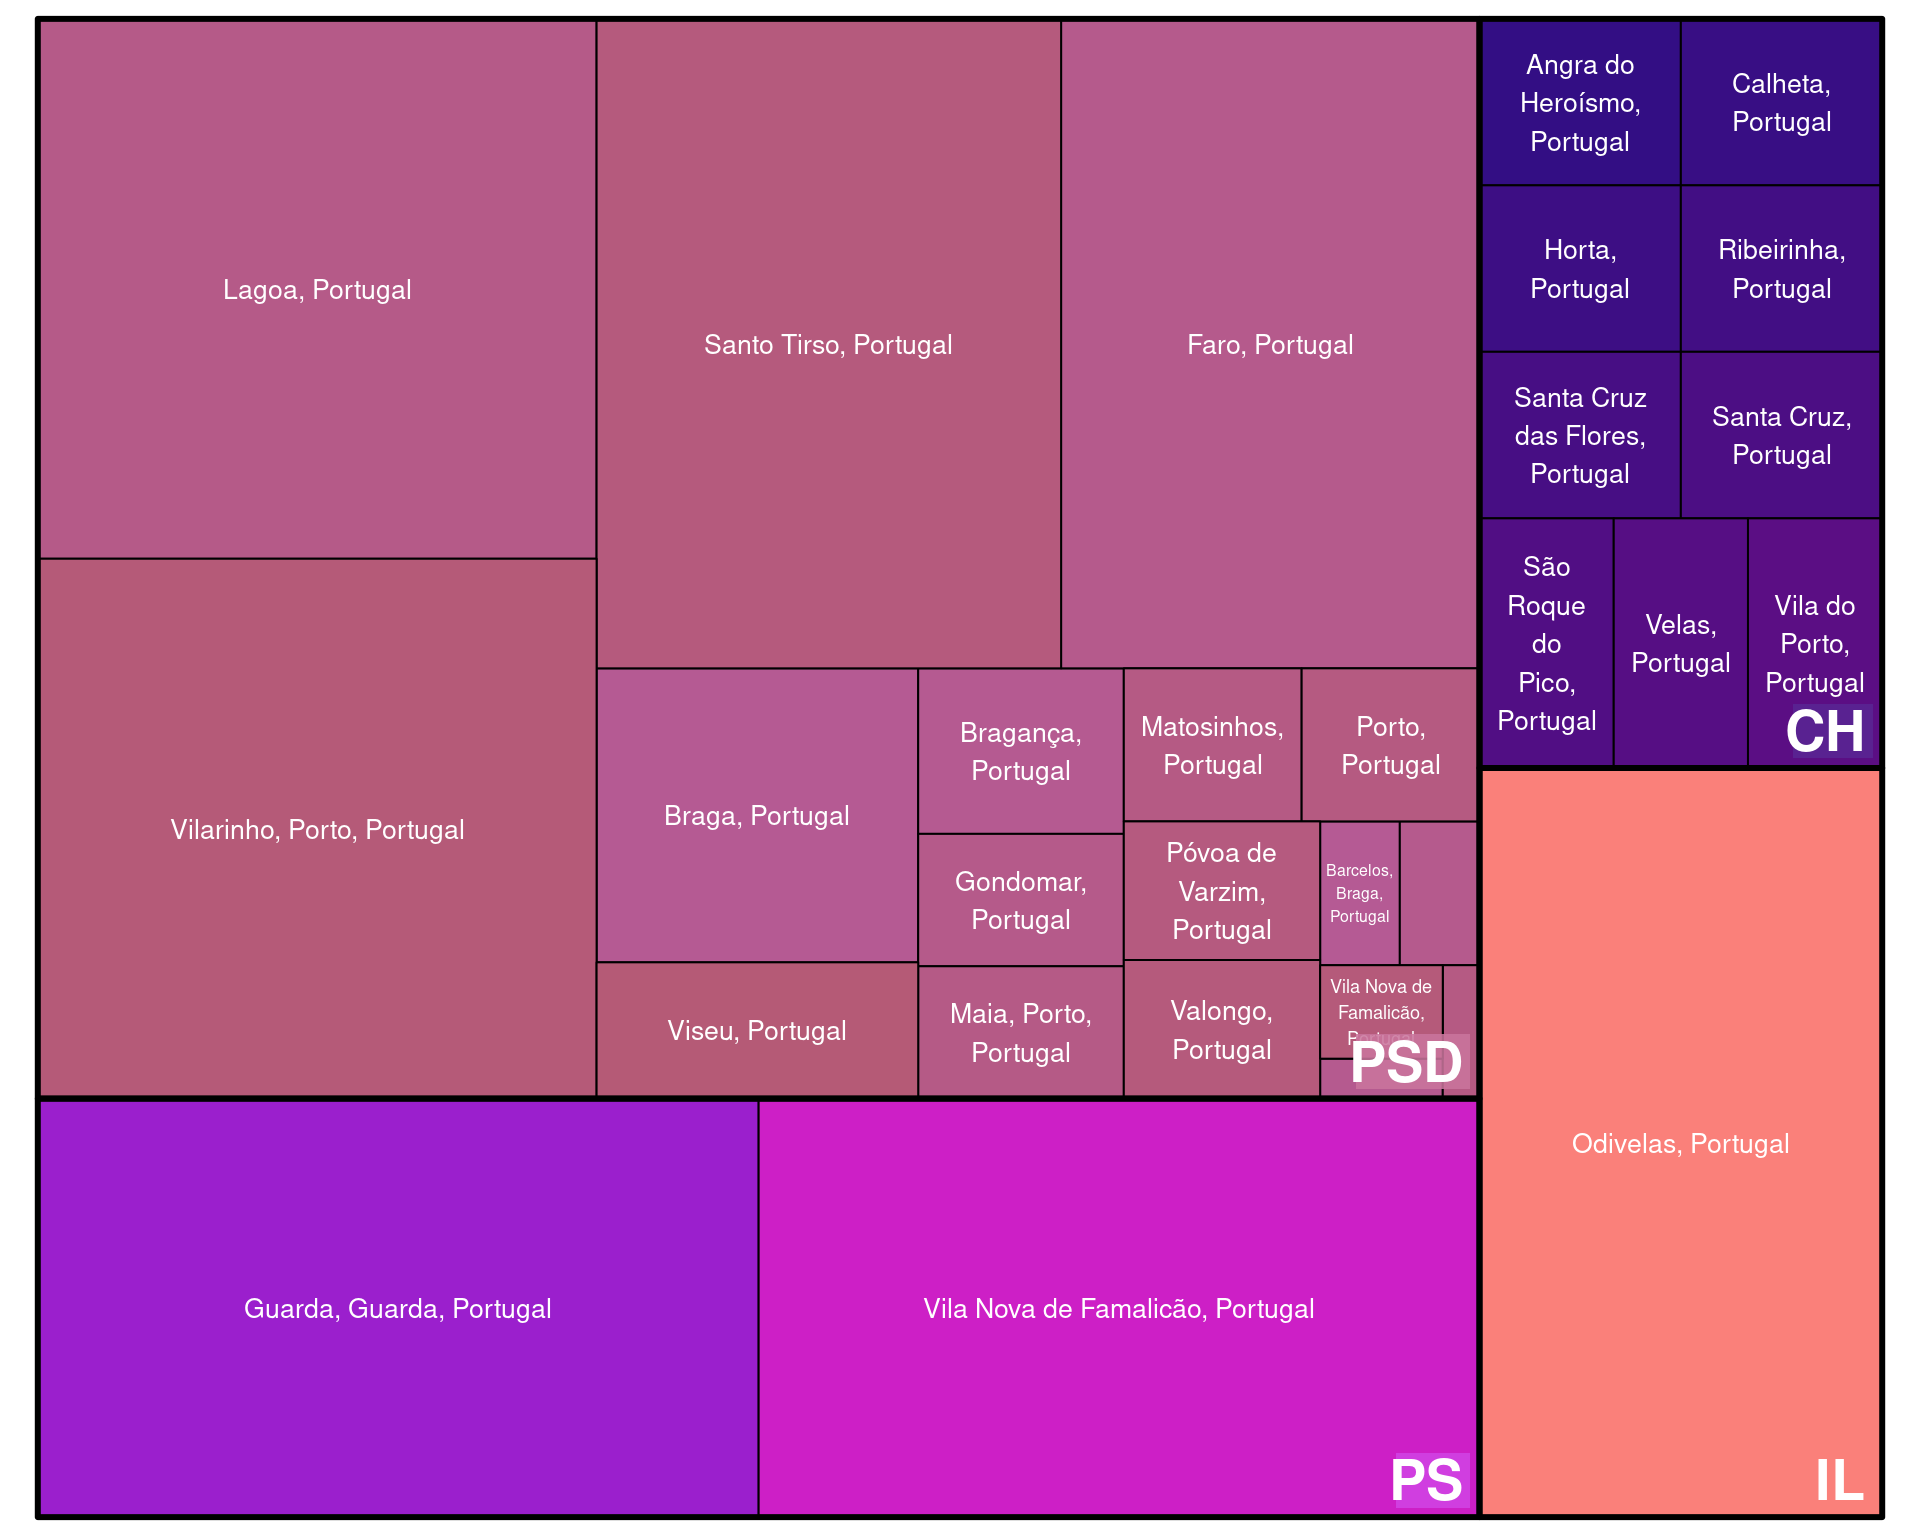 Lagoa, Portugal
Santo Tirso, Portugal
Faro, Portugal
Vilarinho, Porto, Portugal
Braga, Portugal
Viseu, Portugal
Bragança,
Portugal
Gondomar,
Portugal
Maia, Porto,
Portugal
Matosinhos,
Portugal
Porto,
Portugal
Póvoa de
Varzim,
Portugal
Valongo,
Portugal
Barcelos,
Braga,
Portugal
Vila Nova de
Famalicão,
Portugal
PSD
Guarda, Guarda, Portugal
Vila Nova de Famalicão, Portugal
PS
Angra do
Heroísmo,
Portugal
Calheta,
Portugal
Horta,
Portugal
Ribeirinha,
Portugal
Santa Cruz
das Flores,
Portugal
Santa Cruz,
Portugal
São
Roque
do
Pico,
Portugal
Velas,
Portugal
Vila do
Porto,
Portugal
CH
Odivelas, Portugal
IL